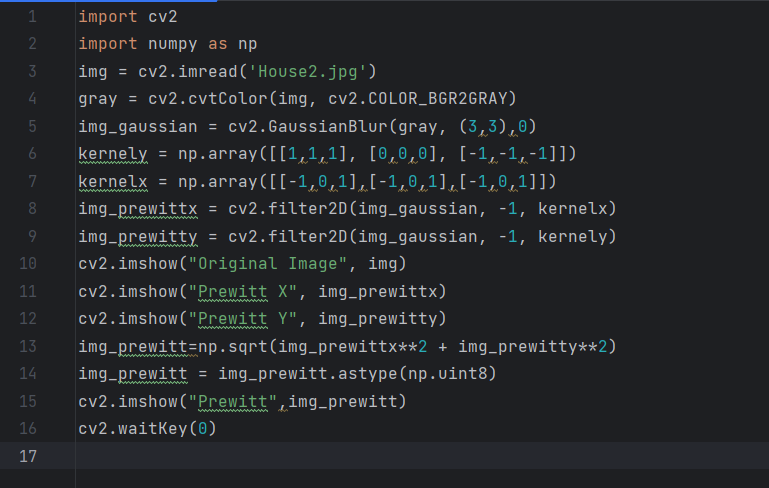 1 import cv2
2 import numpy as np
3 img = cv2.imread('House2.jpg')
4 gray = cv2.cvtColor(img, cv2.COLOR_BGR2GRAY)
5 img_gaussian = cv2.GaussianBlur(gray, (3,3),0)
6 kernely = np.array([[1,1,1], [0,0,0], [-1,-1,-1]])
7 kernelx = np.array([[-1,0,1],[-1,0,1],[-1,0,1]])
8 img_prewittx = cv2.filter2D(img_gaussian, -1, kernelx)
9 img_prewitty = cv2.filter2D(img_gaussian, -1, kernely)
10 cv2.imshow("Original Image", img)
11 cv2.imshow("Prewitt X", img_prewittx)
12 cv2.imshow("Prewitt Y", img_prewitty)
13 img_prewitt=np.sqrt(img_prewittx**2 + img_prewitty**2)
14 img_prewitt = img_prewitt.astype(np.uint8)
15 cv2.imshow("Prewitt",img_prewitt)
16 cv2.waitKey(0)
17